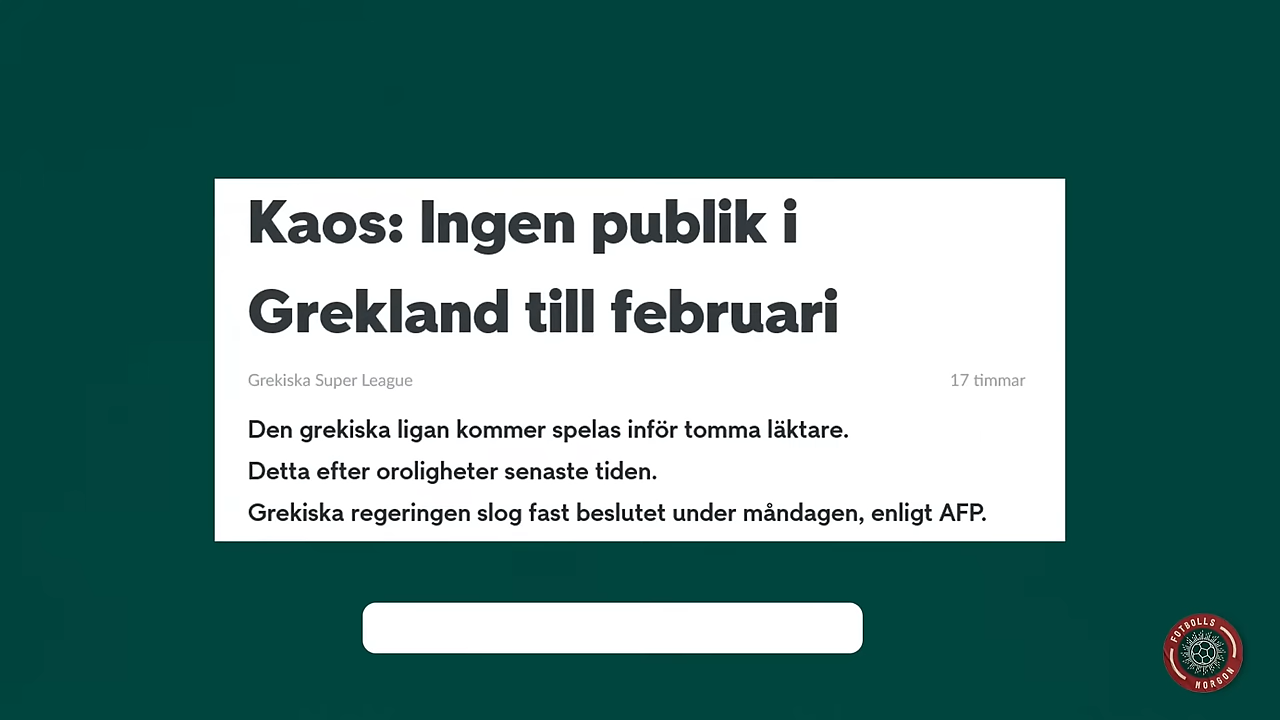 Kaos: Ingen publik i
Grekland till februari
Grekiska Super League
17 timmar
Den grekiska ligan kommer spelas inför tomma läktare.
Detta efter oroligheter senaste tiden.
Grekiska regeringen slog fast beslutet under måndagen, enligt AFP.
FOTBOLLS
MORGON